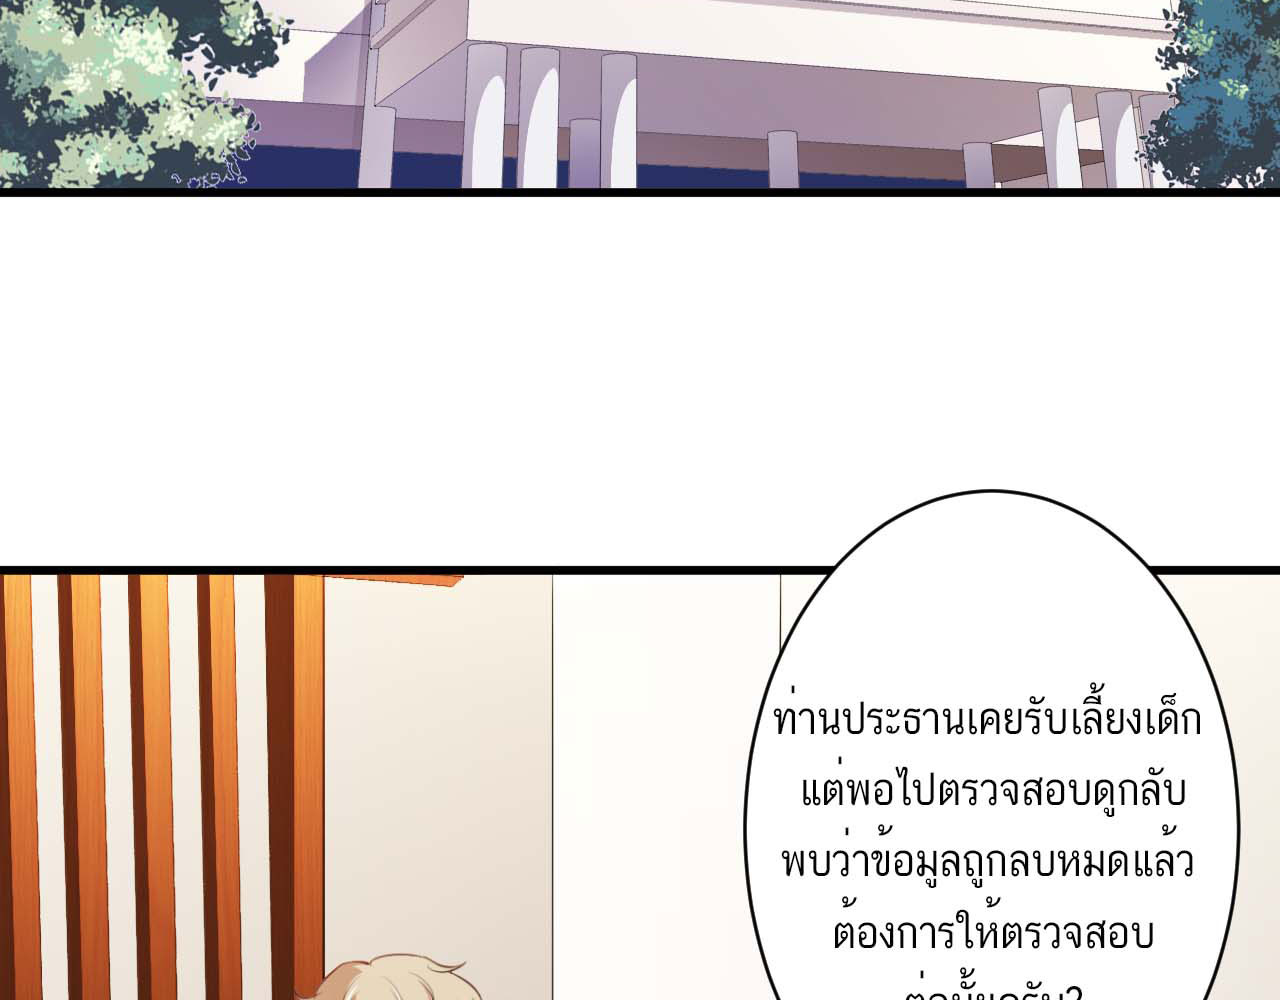 ท่านประธานเคยรับเลี้ยงเด็ก
แต่พอไปตรวจสอบดูกลับ
พบว่าข้อมูลถูกลบหมดแล้ว
ต้องการให้ตรวจสอบ